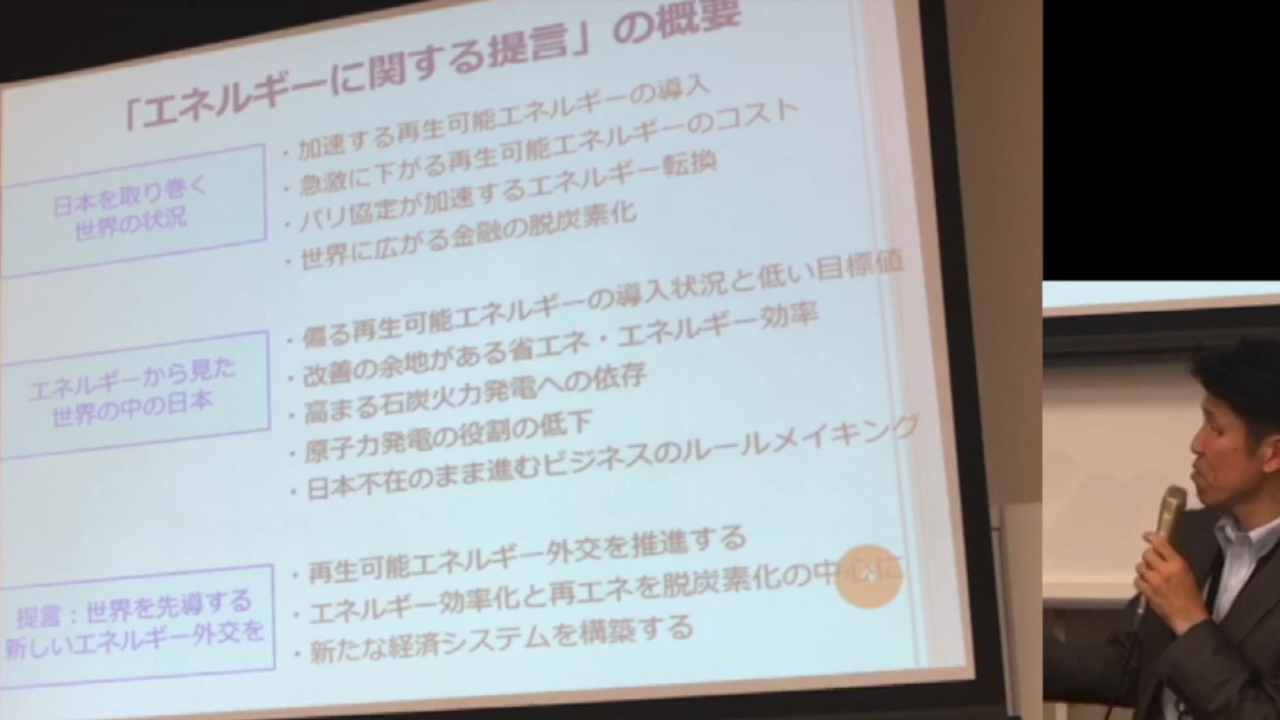 「エネルギーに関する提言」の概要
日本を取り巻く
世界の状況
・加速する再生可能エネルギーの導入
・急激に下がる再生可能エネルギーのコスト
・パリ協定が加速するエネルギー転換
・世界に広がる金融の脱炭素化
エネルギーから見た
世界の中の日本
・偏る再生可能エネルギーの導入状況と低い目標値
・改善の余地がある省エネ・エネルギー効率
・高まる石炭火力発電への依存
・原子力発電の役割の低下
・日本不在のまま進むビジネスのルールメイキング
提言：世界を先導する
新しいエネルギー外交を
・再生可能エネルギー外交を推進する
・エネルギー効率化と再エネを脱炭素化の中心に
・新たな経済システムを構築する